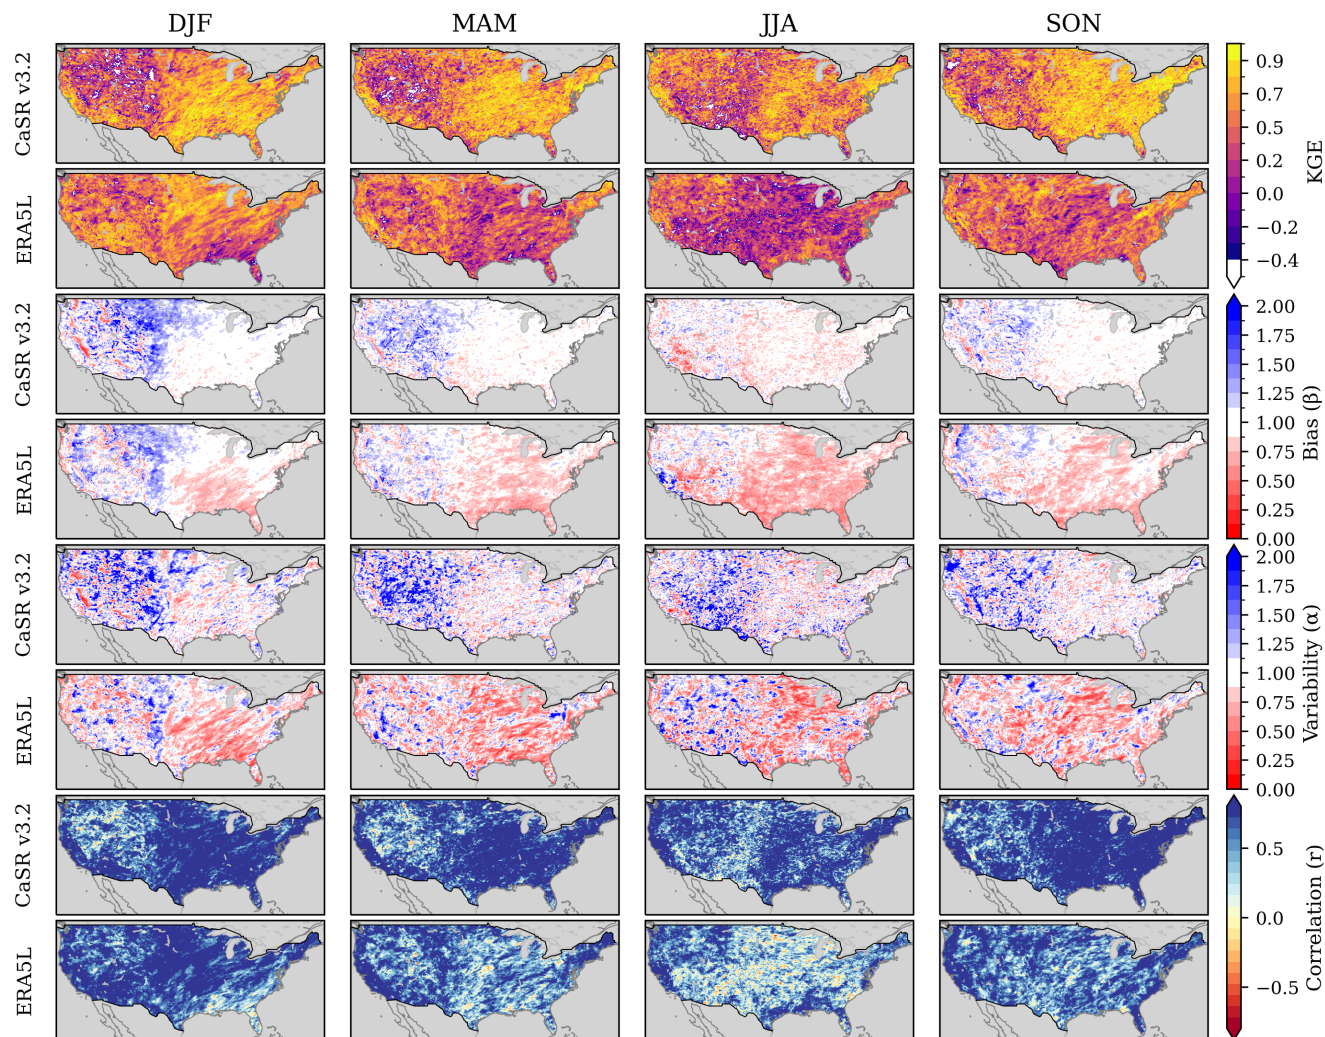 DJF MAM JJA SON
CaSR v3.2
ERA5L
CaSR v3.2
ERA5L
CaSR v3.2
ERA5L
CaSR v3.2
ERA5L
0.9
0.7
0.5
0.2
0.0
−0.2
−0.4
KGE
2.00
1.75
1.50
1.25
1.00
0.75
0.50
0.25
0.00
Bias (β)
2.00
1.75
1.50
1.25
1.00
0.75
0.50
0.25
0.00
Variability (α)
0.5
0.0
−0.5
Correlation (r)